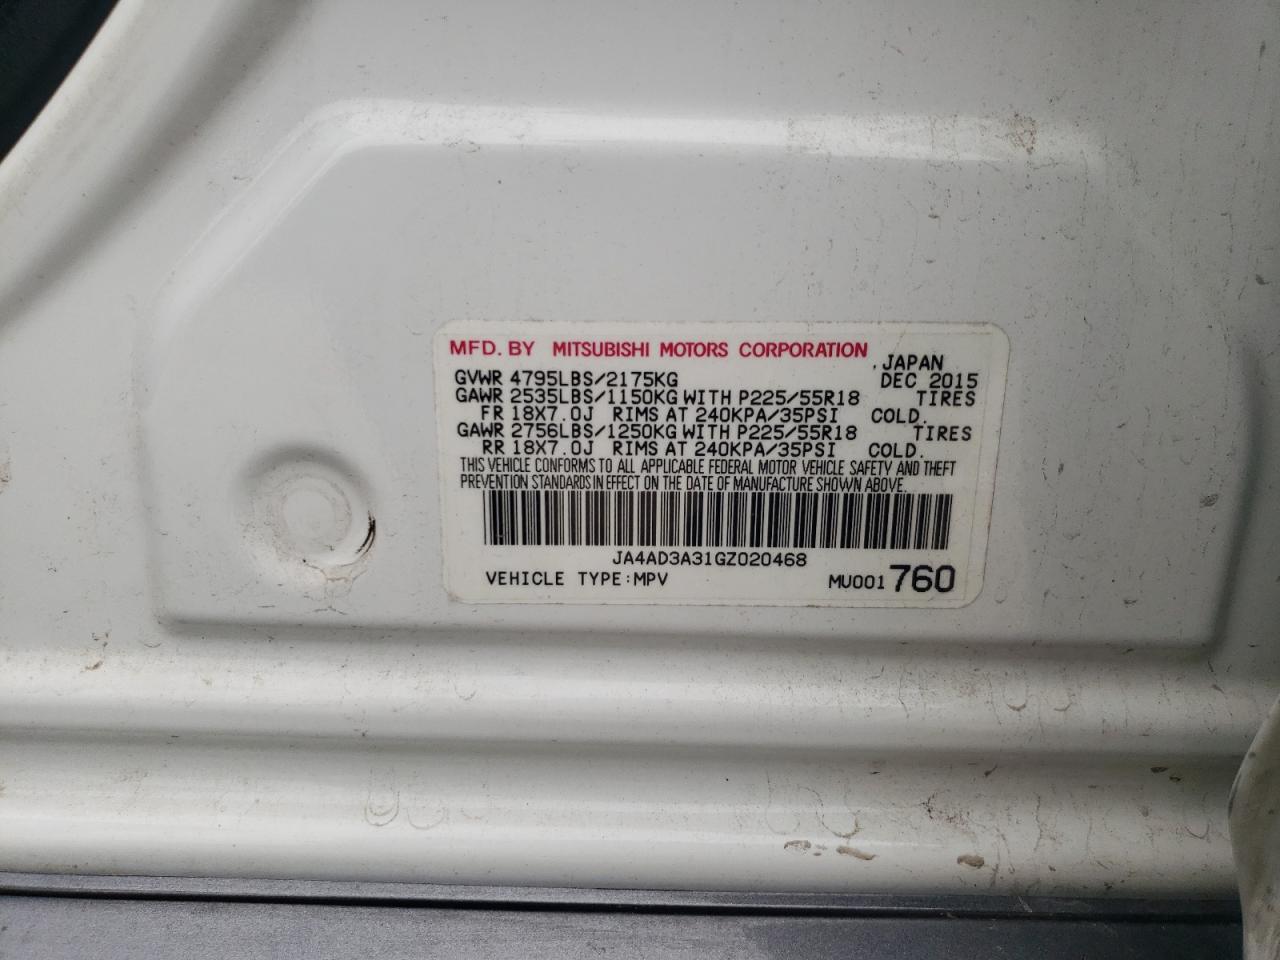 MFD. BY MITSUBISHI MOTORS CORPORATION
JAPAN
GVWR 4795LBS/2175KG DEC 2015
GAWR 2535LBS/1150KG WITH P225/55R18 TIRES
FR 18X7.0J RIMS AT 240KPA/35PSI COLD.
GAWR 2756LBS/1250KG WITH P225/55R18 TIRES
RR 18X7.0J RIMS AT 240KPA/35PSI COLD.
THIS VEHICLE CONFORMS TO ALL APPLICABLE FEDERAL MOTOR VEHICLE SAFETY AND THEFT
PREVENTION STANDARDS IN EFFECT ON THE DATE OF MANUFACTURE SHOWN ABOVE.
JA4AD3A31GZ020468
VEHICLE TYPE:MPV MU001760